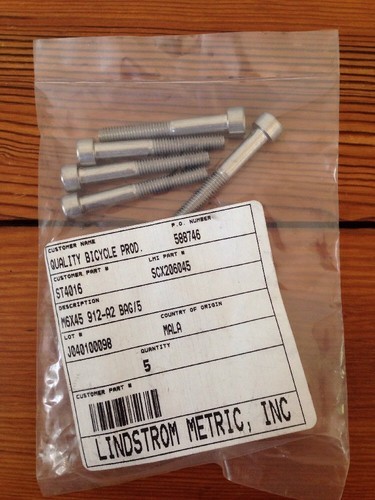 CUSTOMER NAME P.O. NUMBER
QUALITY BICYCLE PROD. 588746
CUSTOMER PART # LMI PART #
ST4016 SCX206045
DESCRIPTION
M6X45 912-A2 BAG/5
LOT # COUNTRY OF ORIGIN
J040100098 MALA
QUANTITY
5
CUSTOMER PART #
LINDSTROM METRIC, INC